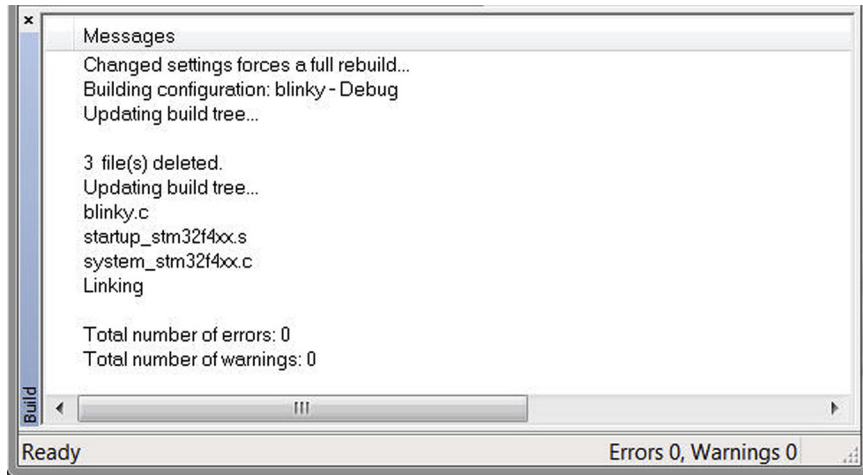 Messages
Changed settings forces a full rebuild...
Building configuration: blinky - Debug
Updating build tree...
3 file(s) deleted.
Updating build tree...
blinky.c
startup_stm32f4xx.s
system_stm32f4xx.c
Linking
Total number of errors: 0
Total number of warnings: 0
Build
Ready
Errors 0, Warnings 0